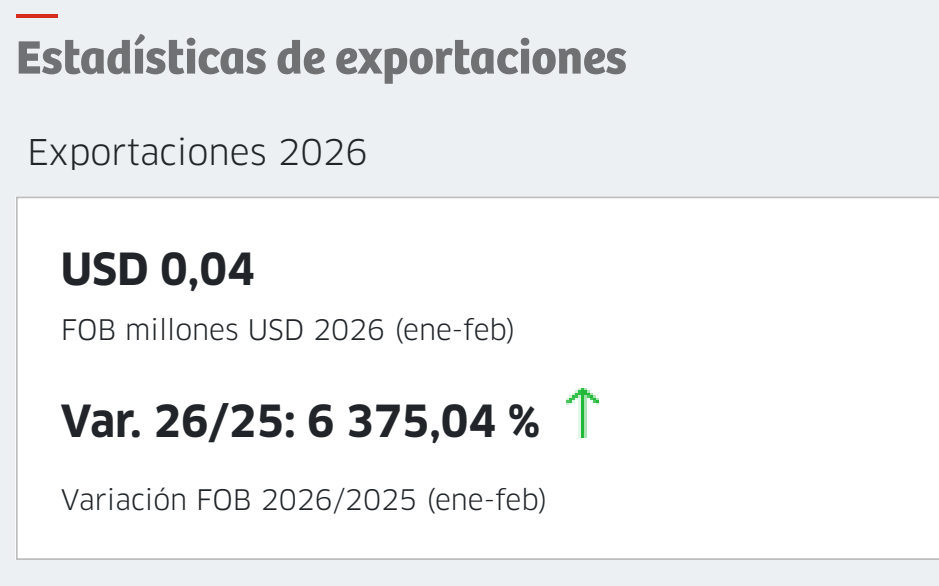 Estadísticas de exportaciones
Exportaciones 2026
USD 0,04
FOB millones USD 2026 (ene-feb)
Var. 26/25: 6 375,04 % ↑
Variación FOB 2026/2025 (ene-feb)